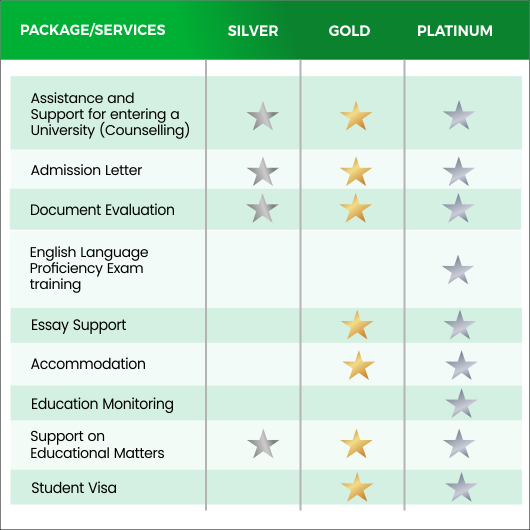 PACKAGE/SERVICES SILVER GOLD PLATINUM
Assistance and
Support for entering a
University (Counselling)
Admission Letter
Document Evaluation
English Language
Proficiency Exam
training
Essay Support
Accommodation
Education Monitoring
Support on
Educational Matters
Student Visa